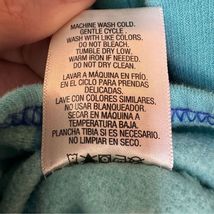 MACHINE WASH COLD.
GENTLE CYCLE.
WASH WITH LIKE COLORS.
DO NOT BLEACH.
TUMBLE DRY LOW.
WARM IRON IF NEEDED.
DO NOT DRY CLEAN.
LAVAR A MÁQUINA EN FRÍO.
EN EL CICLO PARA PRENDAS
DELICADAS.
LAVE CON COLORES SIMILARES.
NO USAR BLANQUEADOR.
SECAR EN MÁQUINA A
TEMPERATURA BAJA.
PLANCHA TIBIA SI ES NECESARIO.
NO LIMPIAR EN SECO.